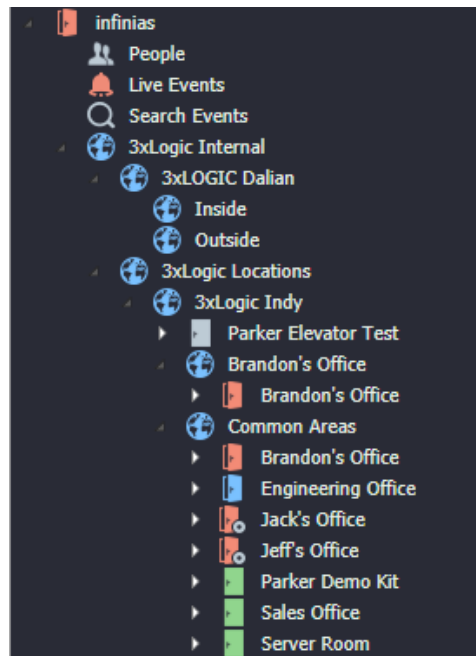 infinias
People
Live Events
Search Events
3xLogic Internal
3xLOGIC Dalian
Inside
Outside
3xLogic Locations
3xLogic Indy
Parker Elevator Test
Brandon's Office
Brandon's Office
Common Areas
Brandon's Office
Engineering Office
Jack's Office
Jeff's Office
Parker Demo Kit
Sales Office
Server Room